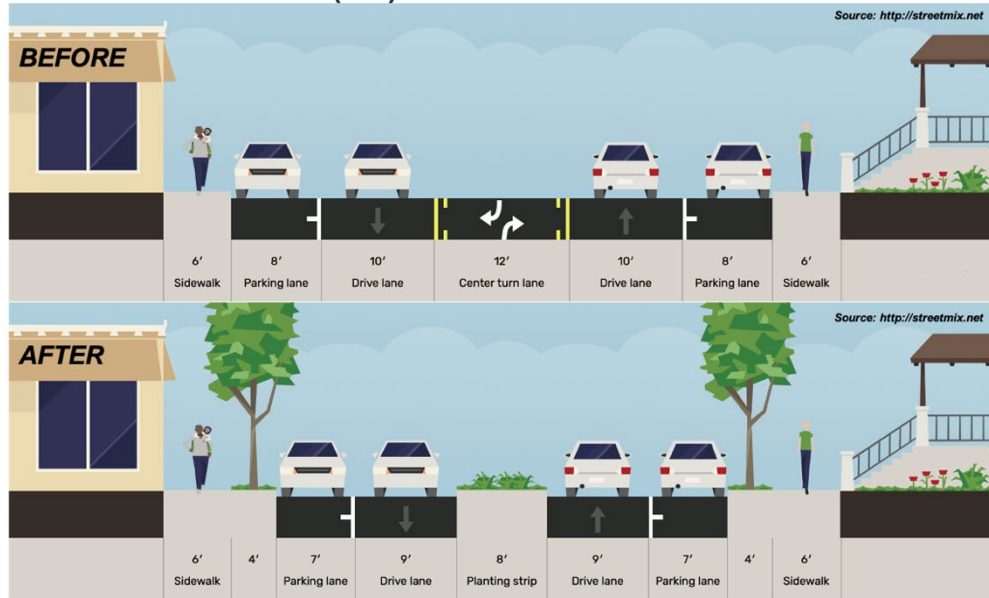 Source: http://streetmix.net
BEFORE
6′ 8′ 10′ 12′ 10′ 8′ 6′
Sidewalk Parking lane Drive lane Center turn lane Drive lane Parking lane Sidewalk
Source: http://streetmix.net
AFTER
6′ 4′ 7′ 9′ 8′ 9′ 7′ 4′ 6′
Sidewalk Parking lane Drive lane Planting strip Drive lane Parking lane Sidewalk